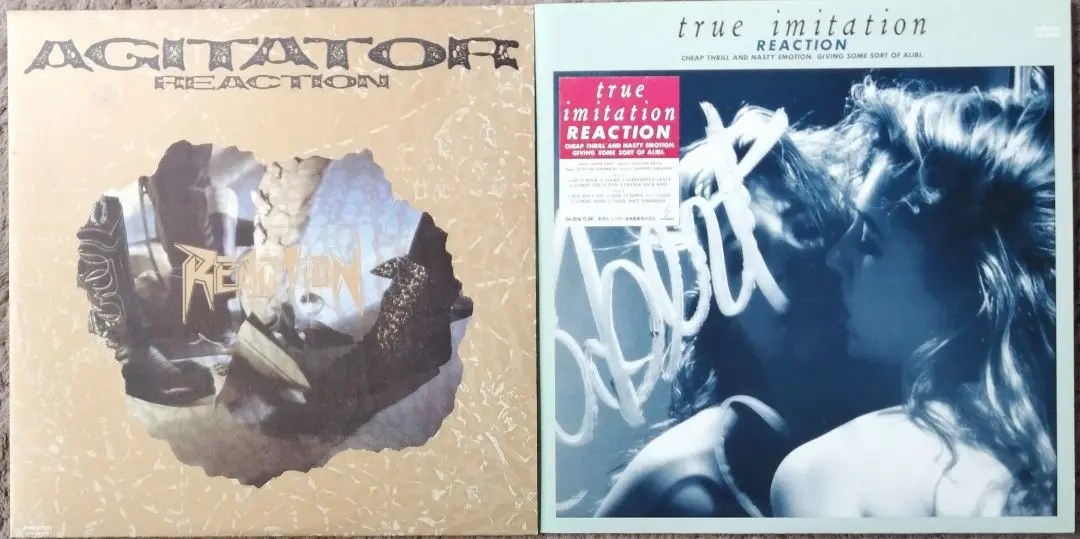 AGITATOR
REACTION
REACTION
true imitation
REACTION
CHEAP THRILL AND NASTY EMOTION. GIVING SOME SORT OF ALIBI.
true
imitation
REACTION
CHEAP THRILL AND NASTY EMOTION.
GIVING SOME SORT OF ALIBI.